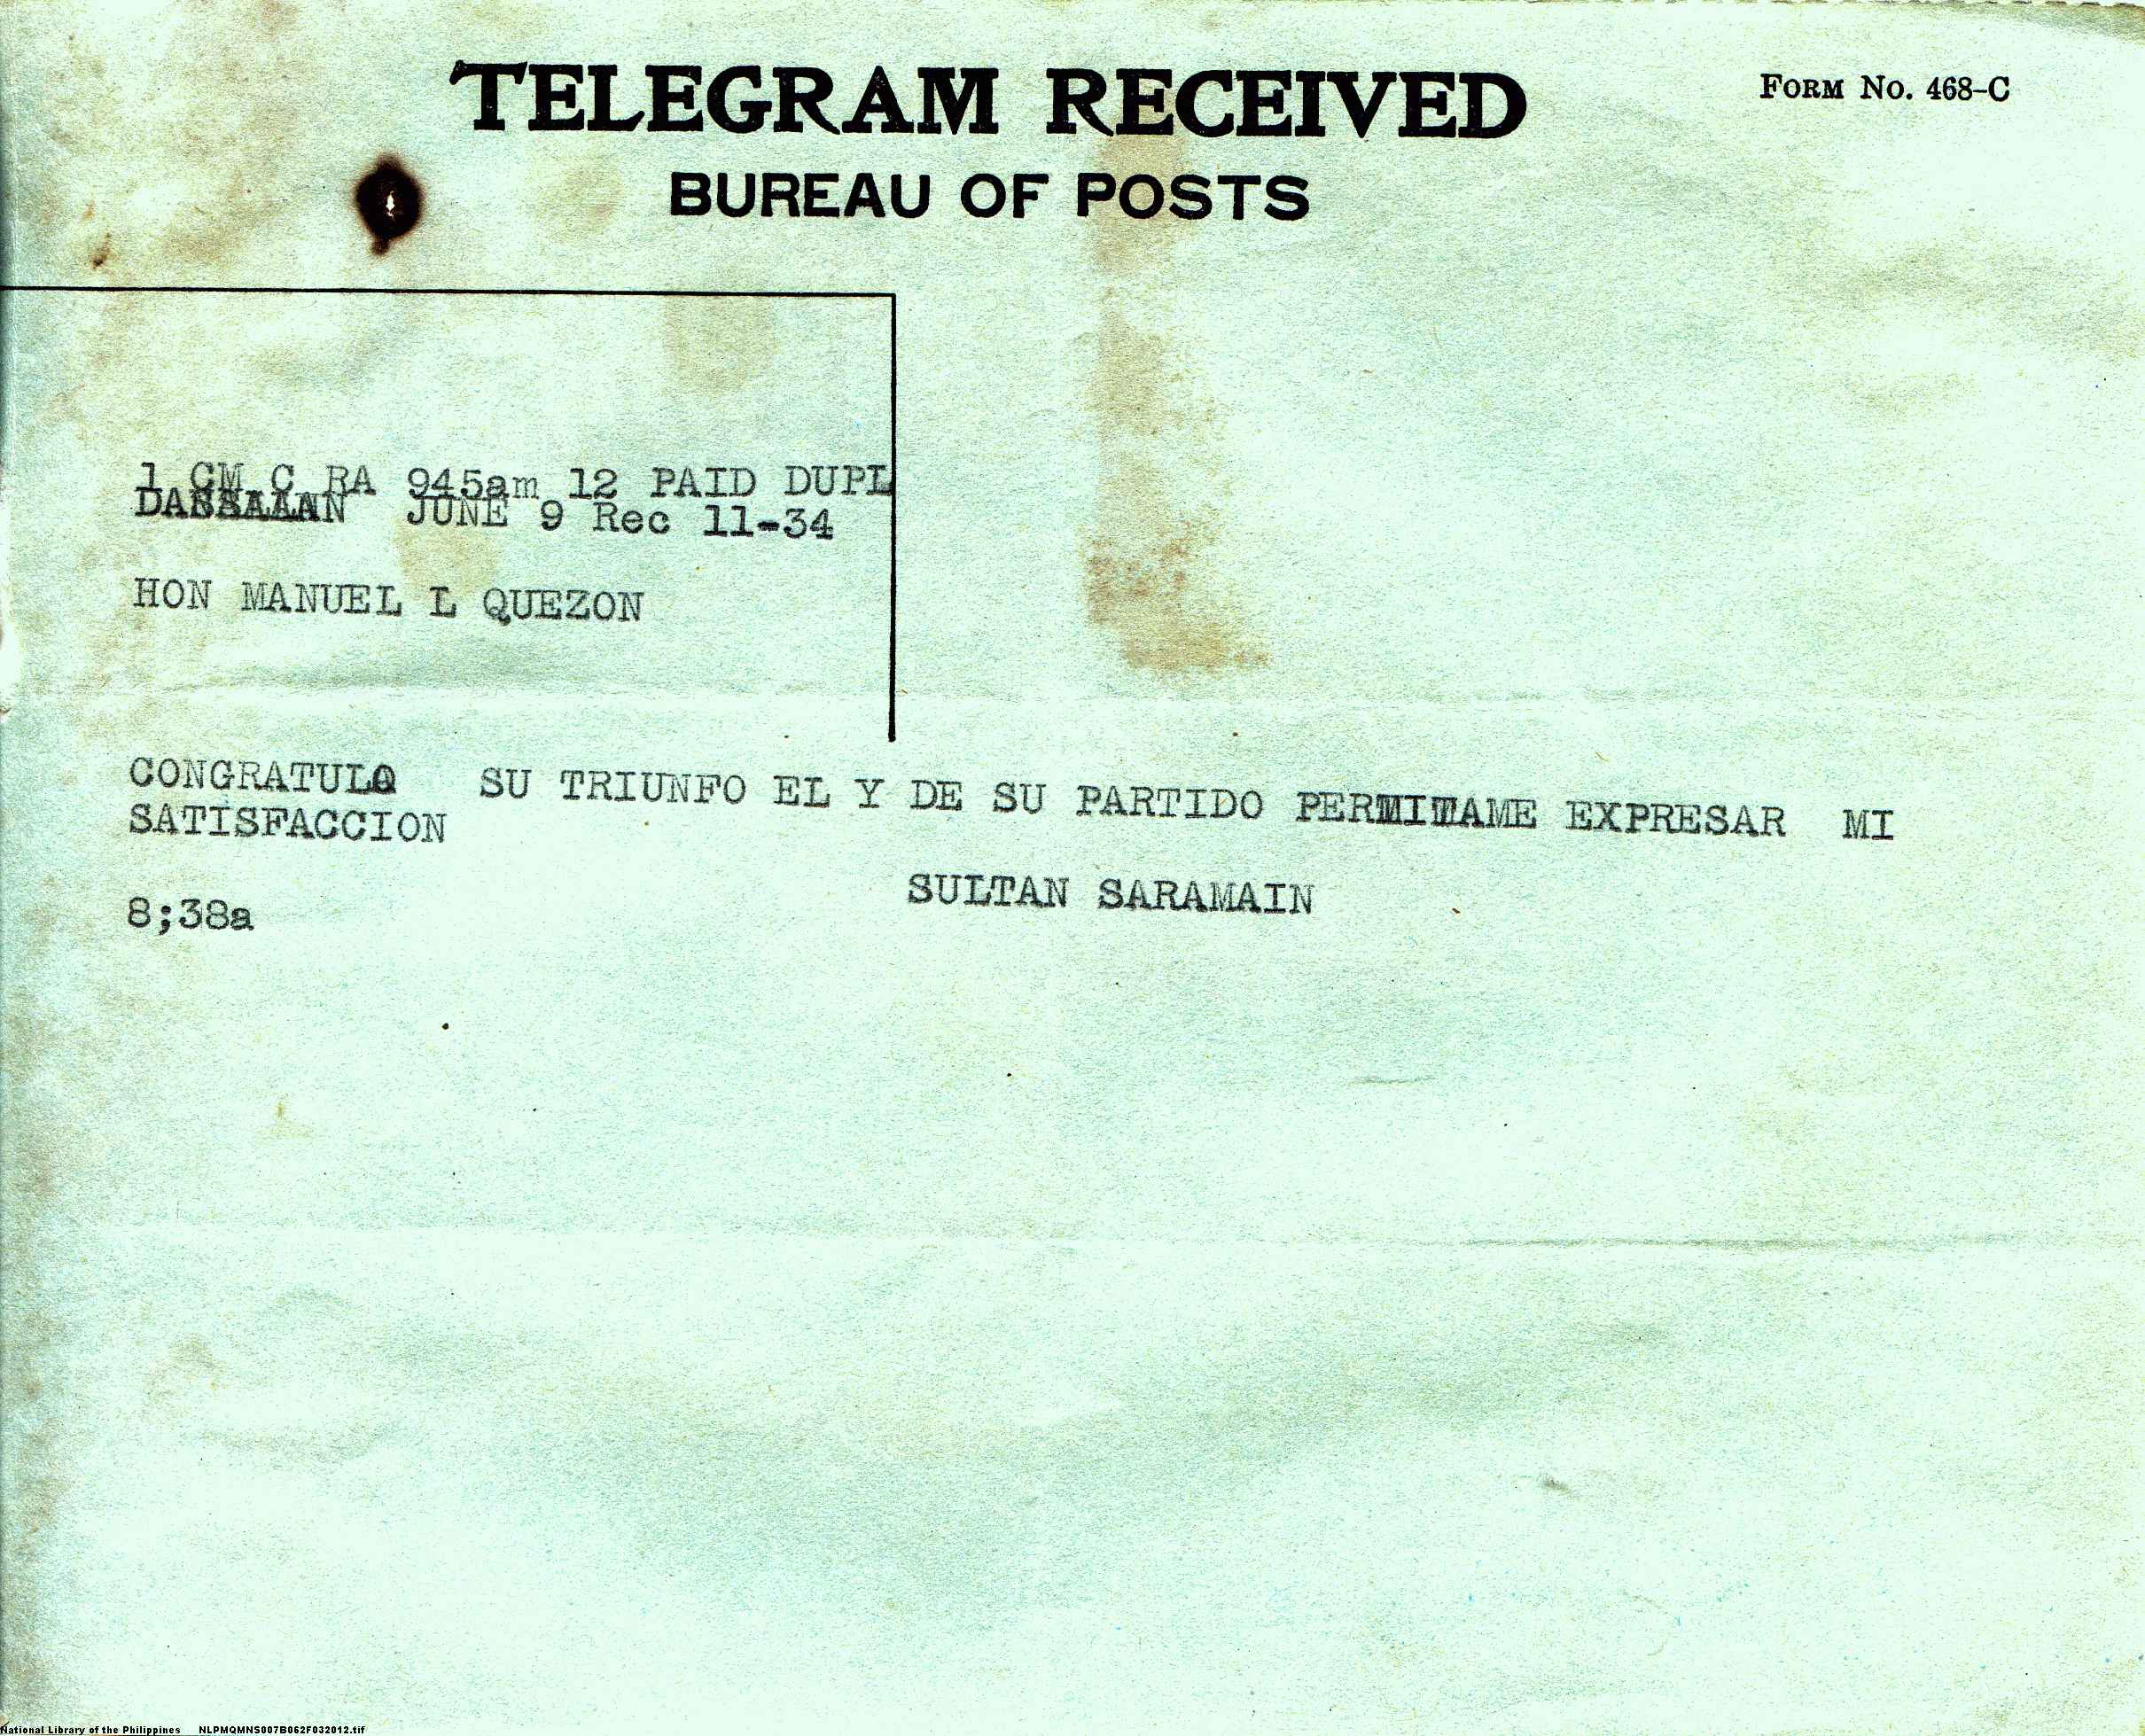 TELEGRAM RECEIVED
FORM NO. 468-C
BUREAU OF POSTS
1 CM C RA 945am 12 PAID DUPL
JUNE 9 Rec 11-34
HON MANUEL L QUEZON
CONGRATULO SU TRIUNFO EL Y DE SU PARTIDO PERMITAME EXPRESAR MI
SATISFACCION
SULTAN SARAMAIN
8;38a
National Library of the Philippines NLPMQMNS007B062F032012.tif